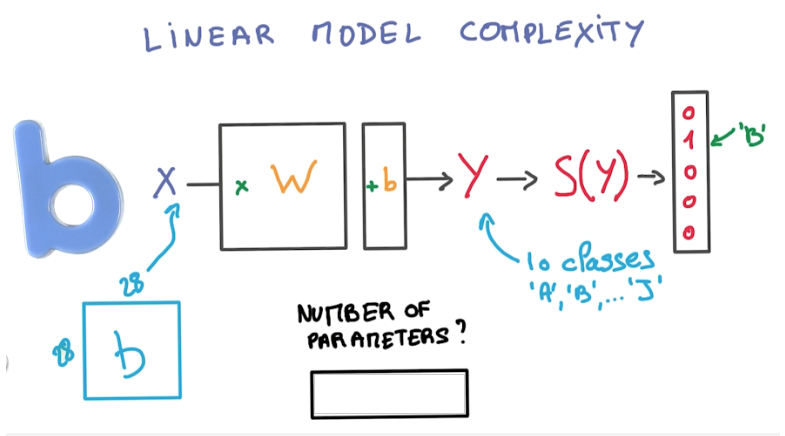 LINEAR MODEL COMPLEXITY
b
X × W + b → Y → S(Y) →
0
1
0
0
0
'B'
28
28
b
10 classes
'A', 'B', ... 'J'
NUMBER OF
PARAMETERS?